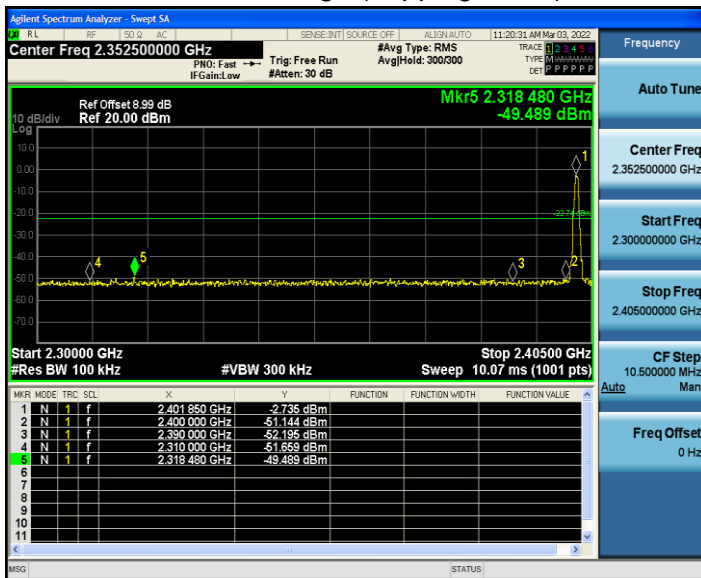 Agilent Spectrum Analyzer - Swept SA
LXI RL RF 50 Ω AC SENSE:INT SOURCE OFF ALIGN AUTO 11:20:31 AM Mar 03, 2022
Center Freq 2.352500000 GHz #Avg Type: RMS TRACE 1 2 3 4 5 6
PNO: Fast Trig: Free Run Avg|Hold: 300/300 TYPE M
IFGain:Low #Atten: 30 dB DET P P P P P P
Mkr5 2.318 480 GHz
Ref Offset 8.99 dB
10 dB/div Ref 20.00 dBm -49.489 dBm
Log
10.0
0.00
-10.0
-20.0
-30.0
-40.0
-50.0
-60.0
-70.0
1
2
3
4
5
Start 2.30000 GHz Stop 2.40500 GHz
#Res BW 100 kHz #VBW 300 kHz Sweep 10.07 ms (1001 pts)
MKR MODE TRC SCL X Y FUNCTION FUNCTION WIDTH FUNCTION VALUE
1 N 1 f 2.401 850 GHz -2.735 dBm
2 N 1 f 2.400 000 GHz -51.144 dBm
3 N 1 f 2.390 000 GHz -52.195 dBm
4 N 1 f 2.310 000 GHz -51.659 dBm
5 N 1 f 2.318 480 GHz -49.489 dBm
6
7
8
9
10
11
MSG STATUS
Frequency
Auto Tune
Center Freq
2.352500000 GHz
Start Freq
2.300000000 GHz
Stop Freq
2.405000000 GHz
CF Step
10.500000 MHz
Auto Man
Freq Offset
0 Hz